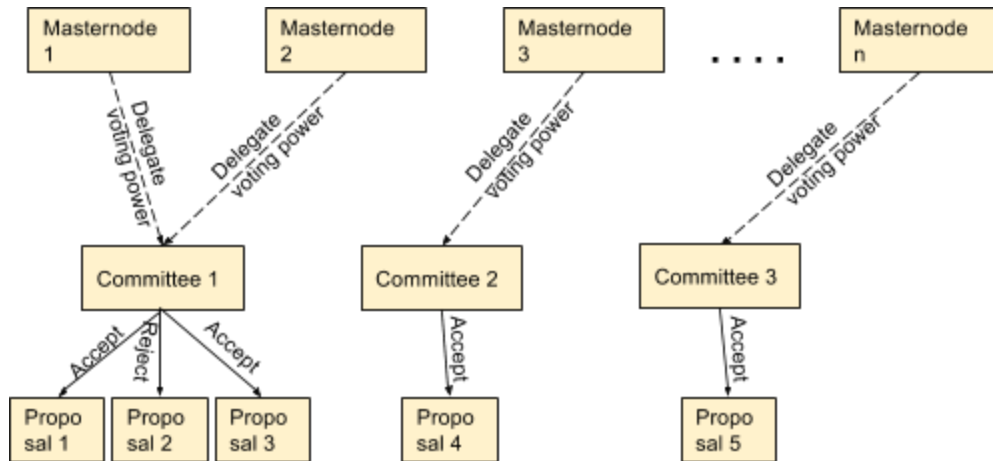 Masternode
1
Masternode
2
Masternode
3
. . . .
Masternode
n
Delegate
voting power
Delegate
voting power
Delegate
voting power
Delegate
voting power
Committee 1
Committee 2
Committee 3
Accept
Reject
Accept
Accept
Accept
Propo
sal 1
Propo
sal 2
Propo
sal 3
Propo
sal 4
Propo
sal 5